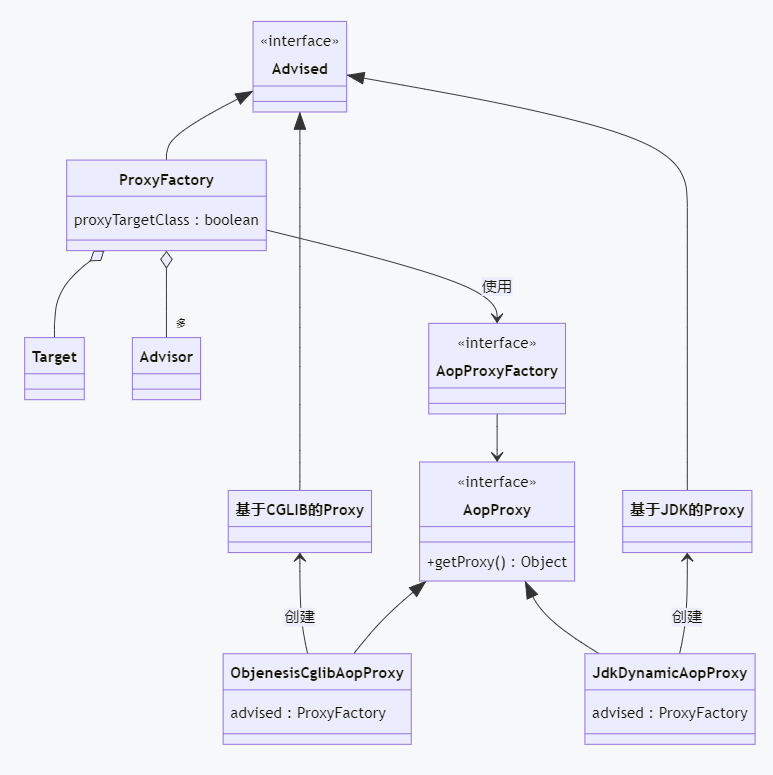 «interface»
Advised
ProxyFactory
proxyTargetClass : boolean
使用
多
«interface»
AopProxyFactory
Target
Advisor
«interface»
AopProxy
+getProxy() : Object
基于CGLIB的Proxy
基于JDK的Proxy
创建
创建
ObjenesisCglibAopProxy
advised : ProxyFactory
JdkDynamicAopProxy
advised : ProxyFactory